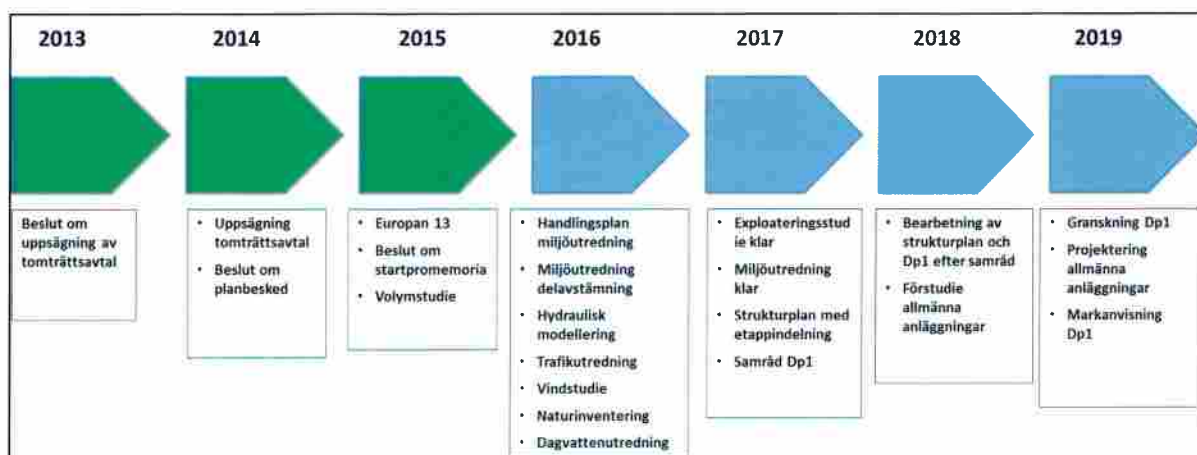 2013
2014
2015
2016
2017
2018
2019
Beslut om
uppsägning av
tomträttsavtal
• Uppsägning
tomträttsavtal
• Beslut om
planbesked
• Europan 13
• Beslut om
startpromemoria
• Volymstudie
• Handlingsplan
miljöutredning
• Miljöutredning
delavstämning
• Hydraulisk
modellering
• Trafikutredning
• Vindstudie
• Naturinventering
• Dagvattenutredning
• Exploateringsstud
ie klar
• Miljöutredning
klar
• Strukturplan med
etappindelning
• Samråd Dp1
• Bearbetning av
strukturplan och
Dp1 efter samråd
• Förstudie
allmänna
anläggningar
• Granskning Dp1
• Projektering
allmänna
anläggningar
• Markanvisning
Dp1